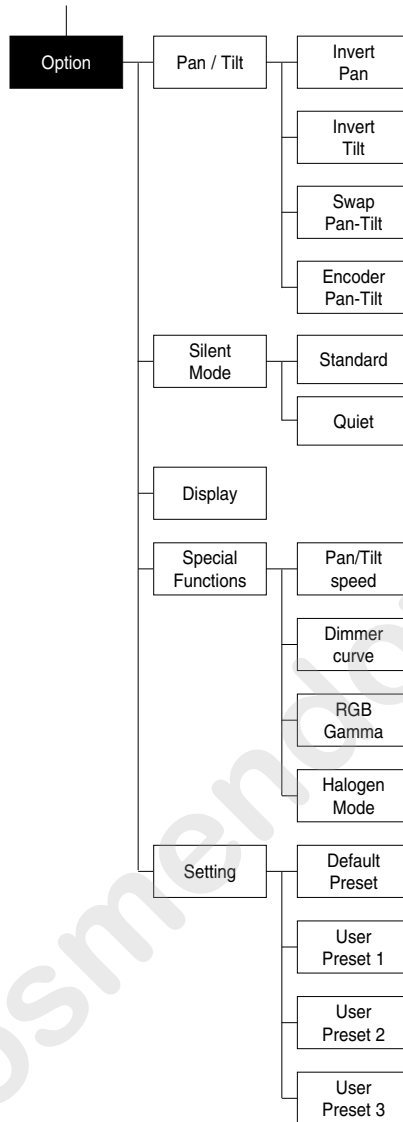 Option
Pan / Tilt
Invert
Pan
Invert
Tilt
Swap
Pan-Tilt
Encoder
Pan-Tilt
Silent
Mode
Standard
Quiet
Display
Special
Functions
Pan/Tilt
speed
Dimmer
curve
RGB
Gamma
Halogen
Mode
Setting
Default
Preset
User
Preset 1
User
Preset 2
User
Preset 3